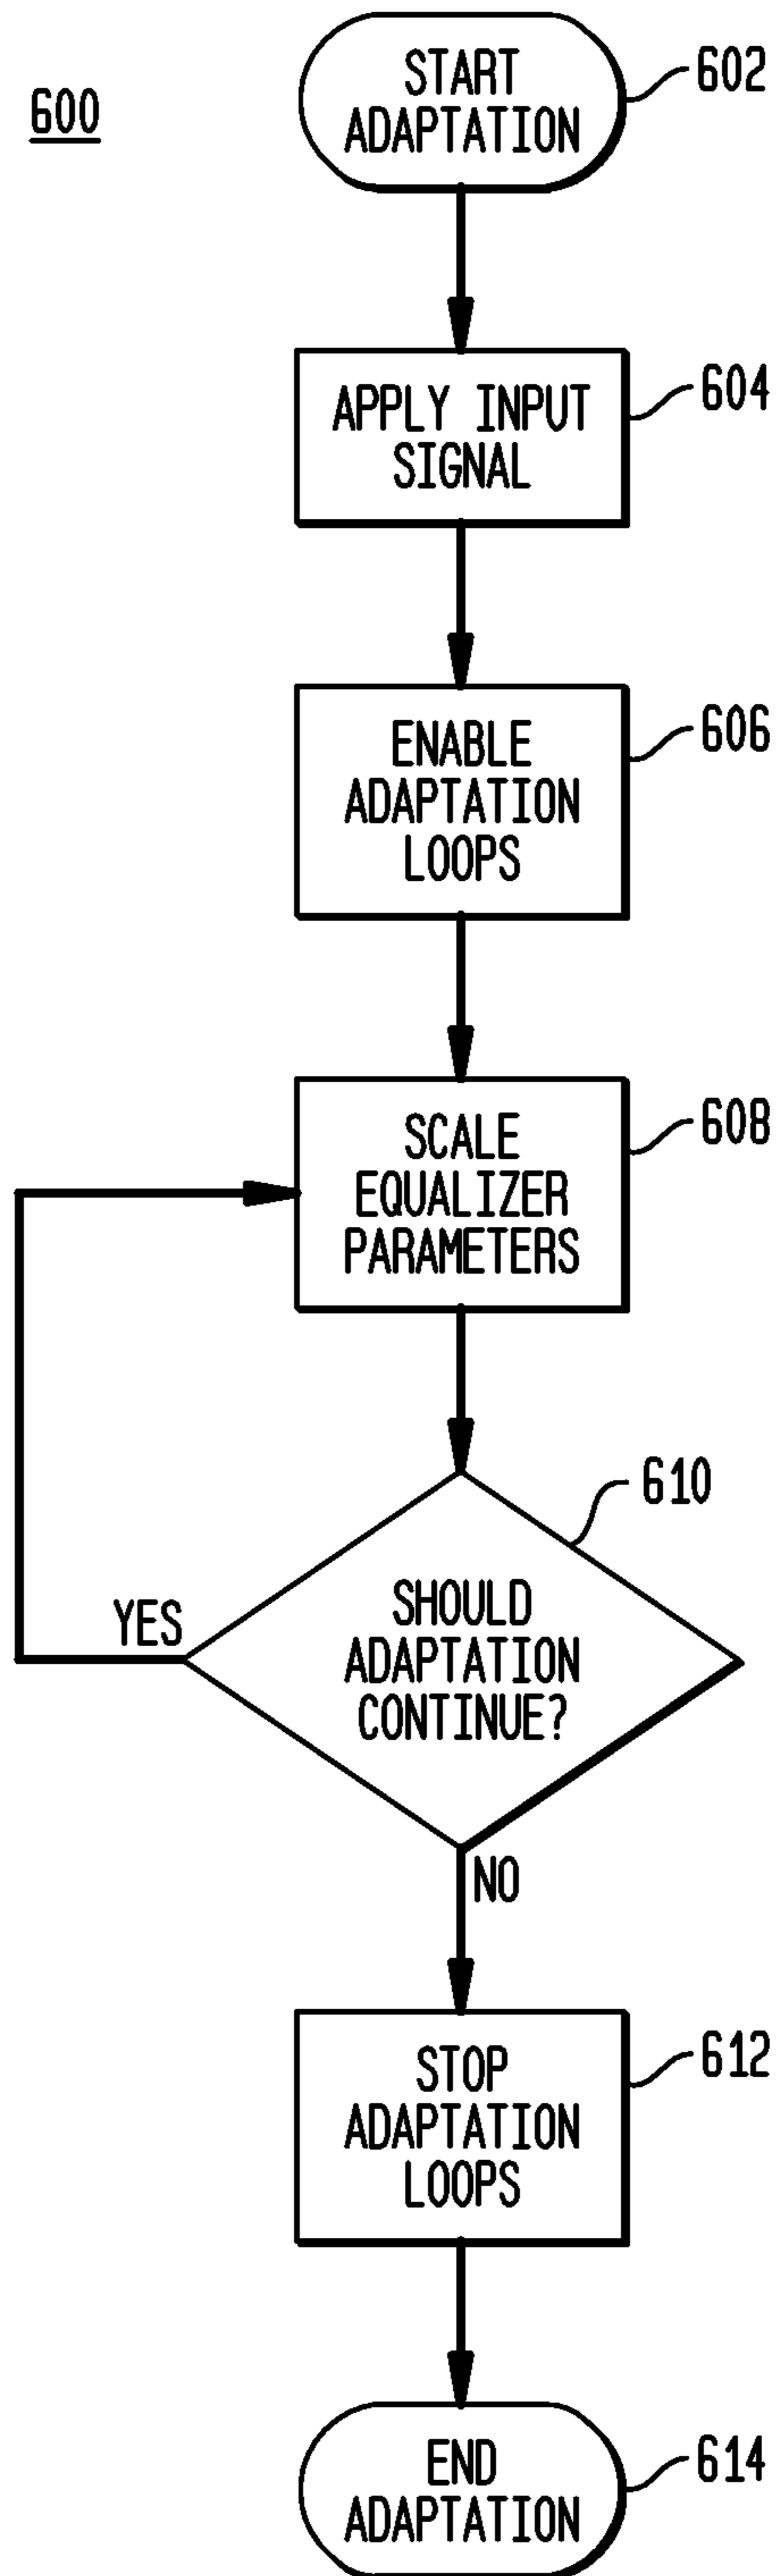 600
START
ADAPTATION
602
APPLY INPUT
SIGNAL
604
ENABLE
ADAPTATION
LOOPS
606
SCALE
EQUALIZER
PARAMETERS
608
SHOULD
ADAPTATION
CONTINUE?
610
YES
NO
STOP
ADAPTATION
LOOPS
612
END
ADAPTATION
614